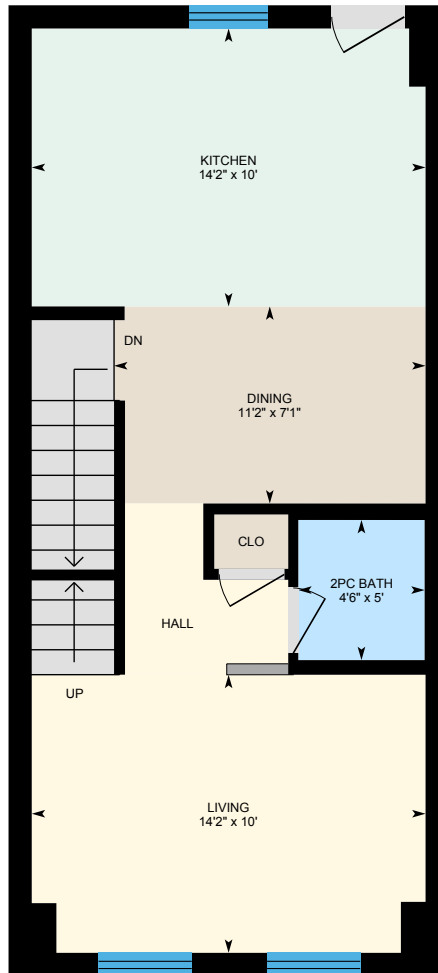 KITCHEN
14'2" x 10'
DN
DINING
11'2" x 7'1"
CLO
2PC BATH
4'6" x 5'
HALL
UP
LIVING
14'2" x 10'